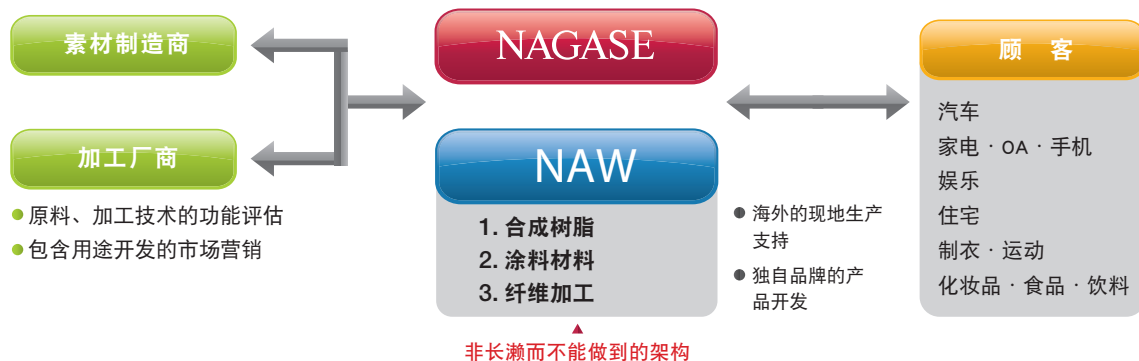 素材制造商
加工厂商
● 原料、加工技术的功能评估
● 包含用途开发的市场营销
NAGASE
NAW
1. 合成树脂
2. 涂料材料
3. 纤维加工
▲
非长濑而不能做到的架构
● 海外的现地生产
支持
● 独自品牌的产
品开发
顾 客
汽车
家电 · OA · 手机
娱乐
住宅
制衣 · 运动
化妆品 · 食品 · 饮料